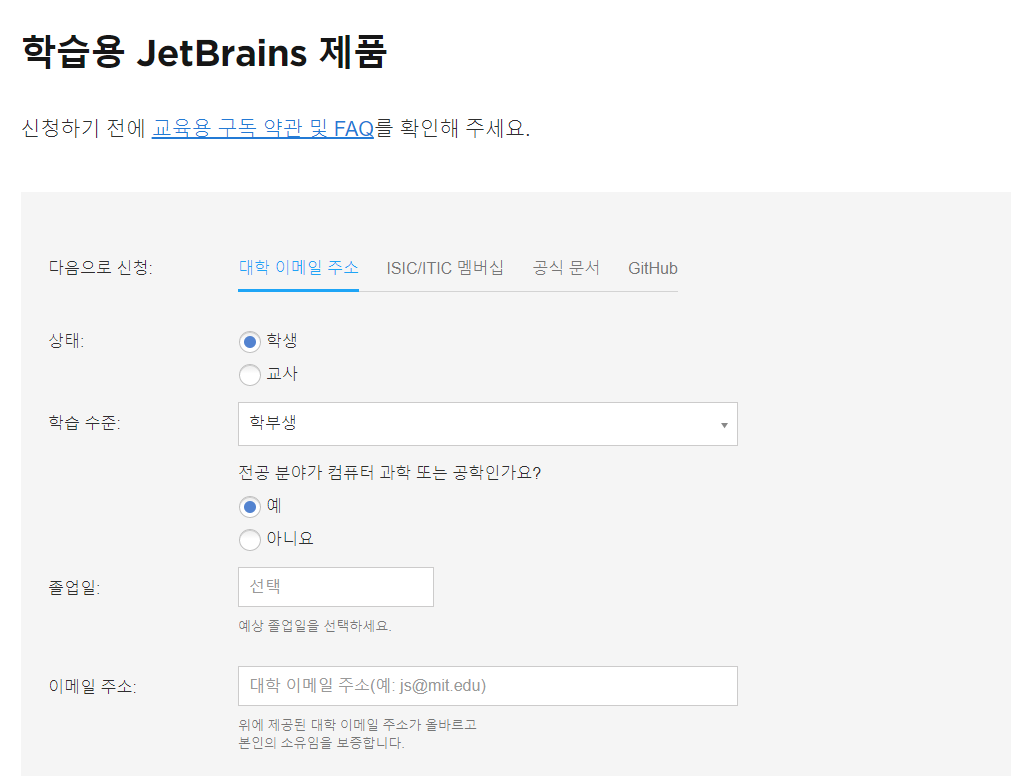 학습용 JetBrains 제품
신청하기 전에 교육용 구독 약관 및 FAQ를 확인해 주세요.
다음으로 신청: 대학 이메일 주소 ISIC/ITIC 멤버십 공식 문서 GitHub
상태: 학생
교사
학습 수준: 학부생
전공 분야가 컴퓨터 과학 또는 공학인가요?
예
아니요
졸업일: 선택
예상 졸업일을 선택하세요.
이메일 주소: 대학 이메일 주소(예: js@mit.edu)
위에 제공된 대학 이메일 주소가 올바르고
본인의 소유임을 보증합니다.